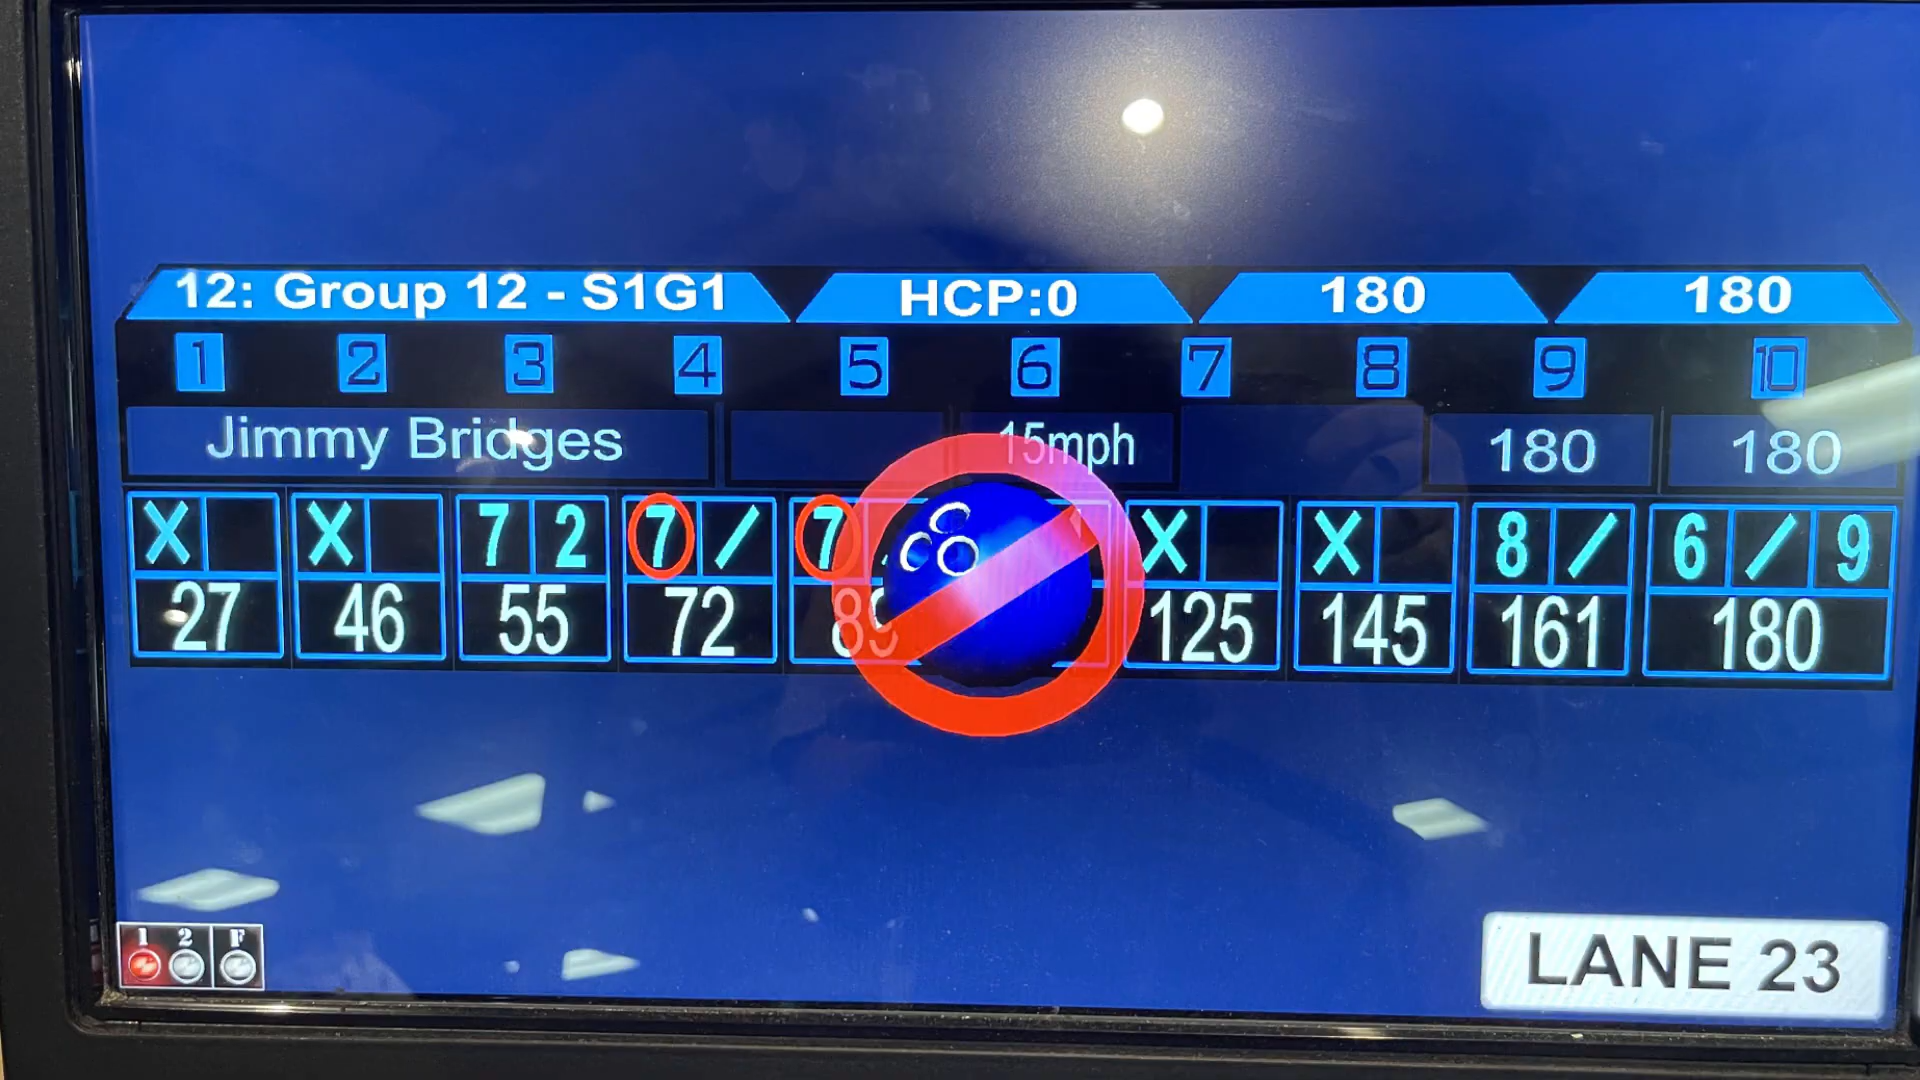 12: Group 12 - S1G1 HCP:0 180 180
1 2 3 4 5 6 7 8 9 10
Jimmy Bridges 15mph 180 180
X X 7 2 7 / 7 X X 8 / 6 / 9
27 46 55 72 89 125 145 161 180
1 2 F
LANE 23